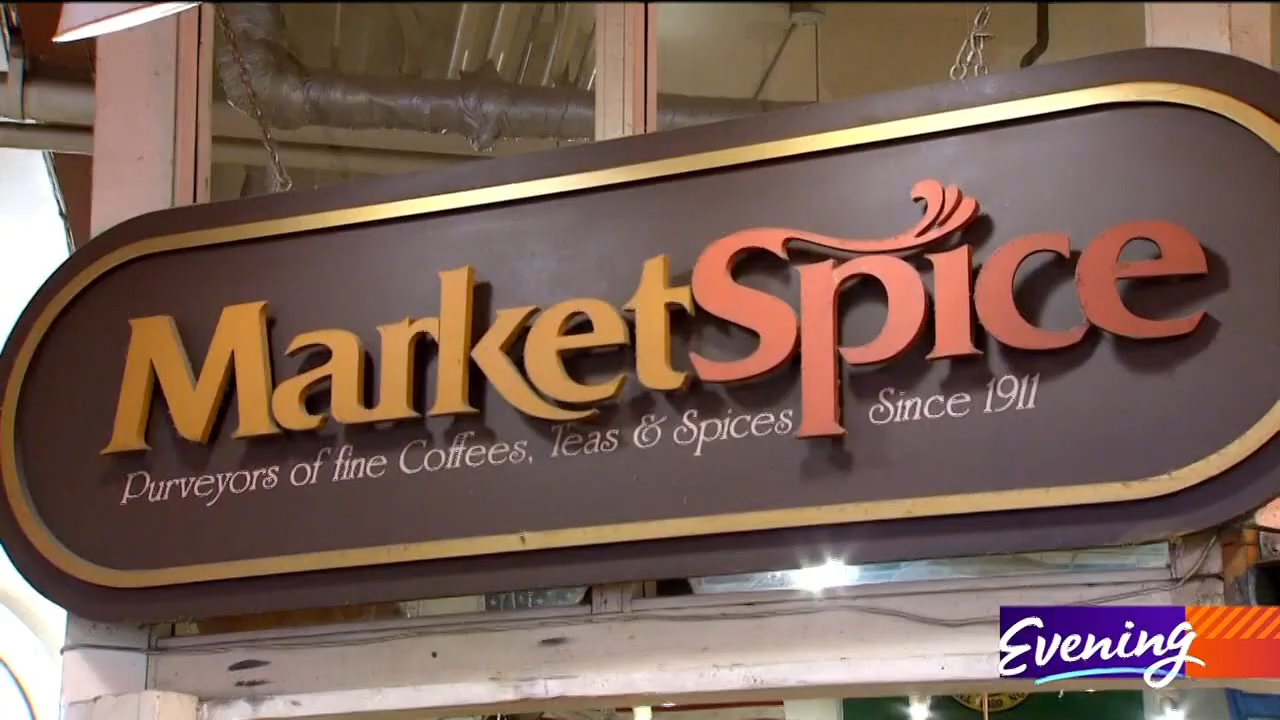 MarketSpice
Purveyors of fine Coffees, Teas & Spices Since 1911
Evening